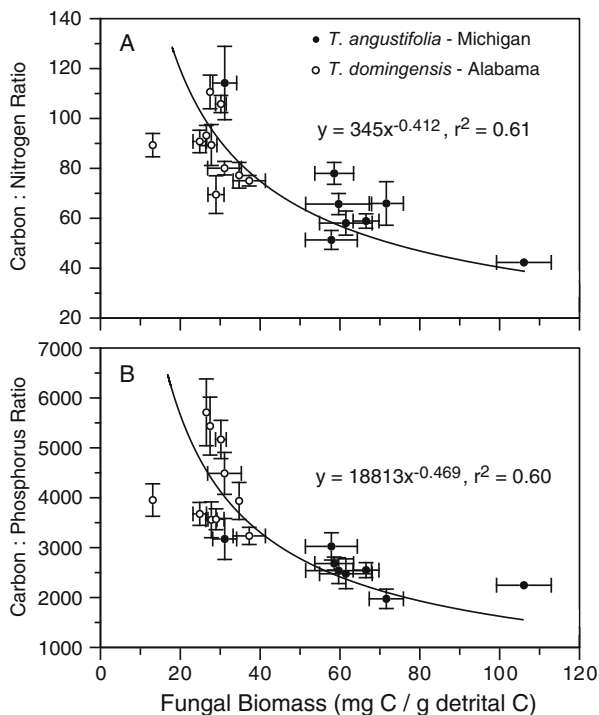 A
T. angustifolia - Michigan
T. domingensis - Alabama
y = 345x^-0.412, r^2 = 0.61
Carbon : Nitrogen Ratio
140
120
100
80
60
40
20
B
y = 18813x^-0.469, r^2 = 0.60
Carbon : Phosphorus Ratio
7000
6000
5000
4000
3000
2000
1000
0 20 40 60 80 100 120
Fungal Biomass (mg C / g detrital C)